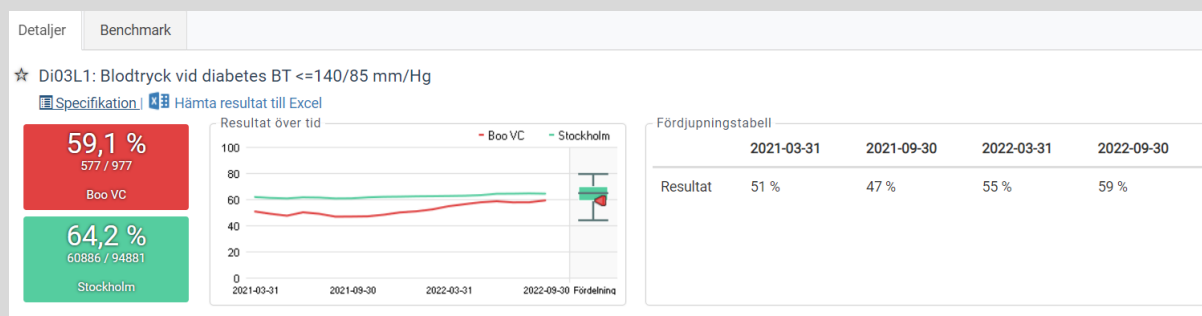 Detaljer Benchmark
Di03L1: Blodtryck vid diabetes BT <=140/85 mm/Hg
Specifikation | Hämta resultat till Excel
59,1 %
577 / 977
Boo VC
64,2 %
60886 / 94881
Stockholm
Resultat över tid
Boo VC Stockholm
100
80
60
40
20
0
2021-03-31 2021-09-30 2022-03-31 2022-09-30 Fördelning
Fördjupningstabell
2021-03-31 2021-09-30 2022-03-31 2022-09-30
Resultat 51 % 47 % 55 % 59 %